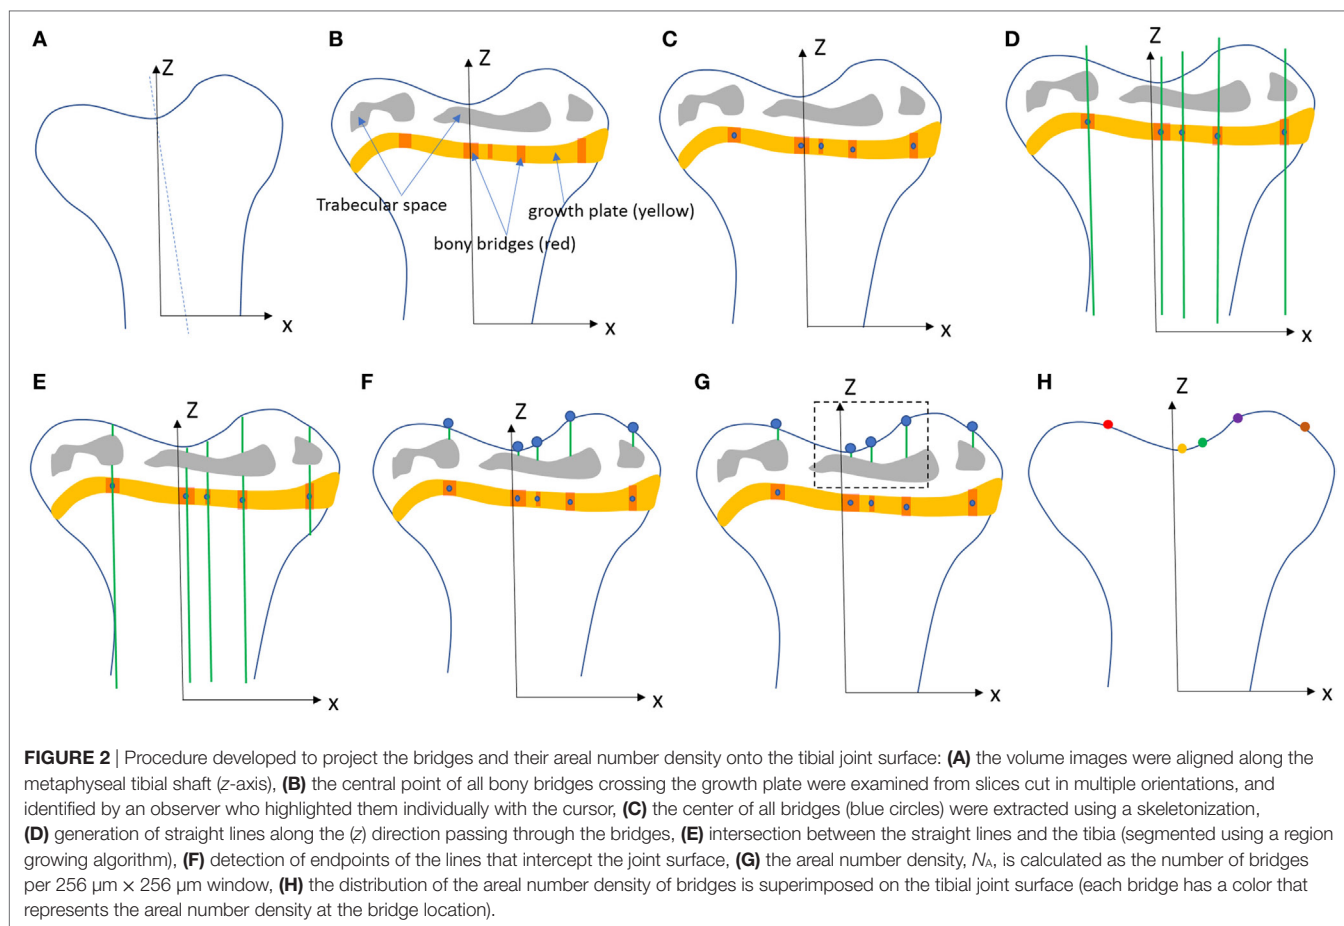 A
Z
X
B
Z
Trabecular space
growth plate (yellow)
bony bridges (red)
X
C
Z
X
D
Z
X
E
Z
X
F
Z
X
G
Z
X
H
Z
X
FIGURE 2 | Procedure developed to project the bridges and their areal number density onto the tibial joint surface: (A) the volume images were aligned along the
metaphyseal tibial shaft (z-axis), (B) the central point of all bony bridges crossing the growth plate were examined from slices cut in multiple orientations, and
identified by an observer who highlighted them individually with the cursor, (C) the center of all bridges (blue circles) were extracted using a skeletonization,
(D) generation of straight lines along the (z) direction passing through the bridges, (E) intersection between the straight lines and the tibia (segmented using a region
growing algorithm), (F) detection of endpoints of the lines that intercept the joint surface, (G) the areal number density, NA, is calculated as the number of bridges
per 256 µm × 256 µm window, (H) the distribution of the areal number density of bridges is superimposed on the tibial joint surface (each bridge has a color that
represents the areal number density at the bridge location).